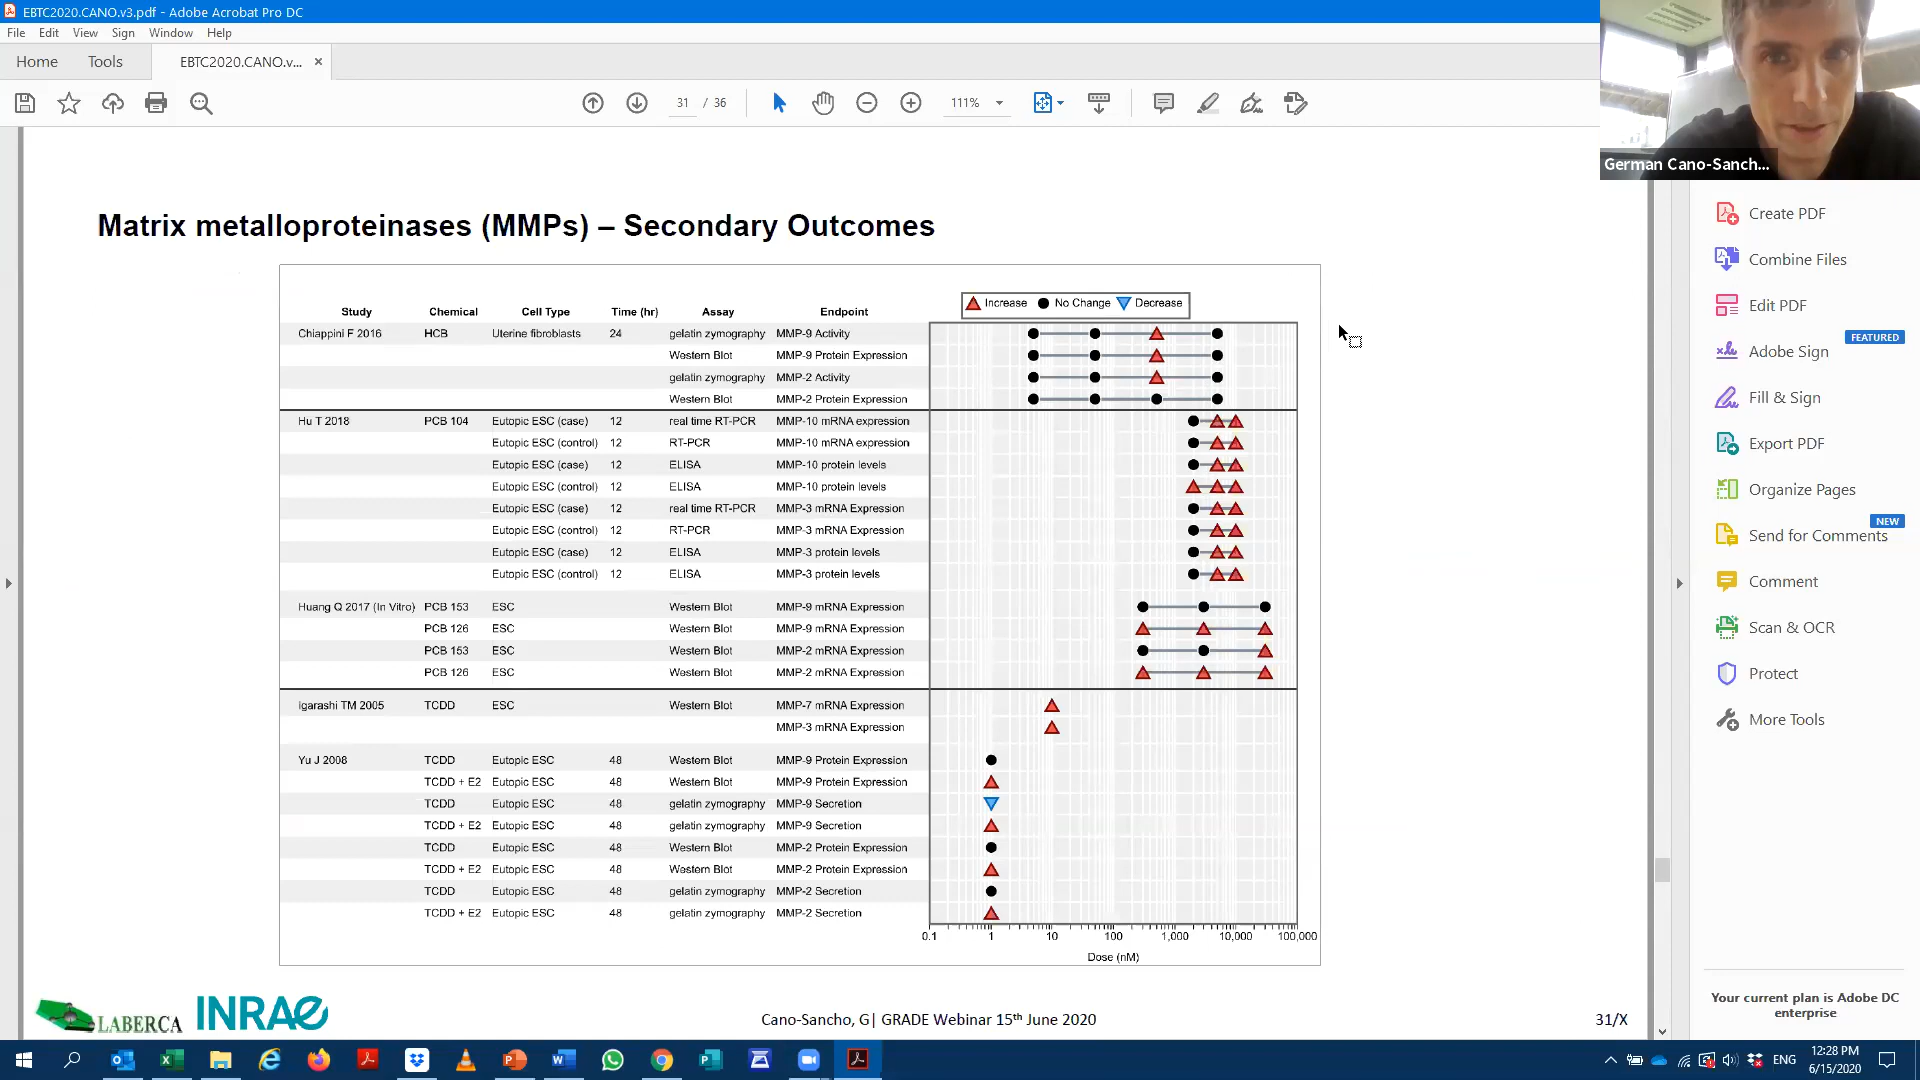 EBTC2020.CANO.v3.pdf - Adobe Acrobat Pro DC
File Edit View Sign Window Help
Home Tools EBTC2020.CANO.v... ×
31 / 36 111%
German Cano-Sanch...
Create PDF
Combine Files
Edit PDF
FEATURED
Adobe Sign
Fill & Sign
Export PDF
Organize Pages
NEW
Send for Comments
Comment
Scan & OCR
Protect
More Tools
Your current plan is Adobe DC
enterprise
Matrix metalloproteinases (MMPs) – Secondary Outcomes
Increase No Change Decrease
Study Chemical Cell Type Time (hr) Assay Endpoint
Chiappini F 2016 HCB Uterine fibroblasts 24 gelatin zymography MMP-9 Activity
Western Blot MMP-9 Protein Expression
gelatin zymography MMP-2 Activity
Western Blot MMP-2 Protein Expression
Hu T 2018 PCB 104 Eutopic ESC (case) 12 real time RT-PCR MMP-10 mRNA expression
Eutopic ESC (control) 12 RT-PCR MMP-10 mRNA expression
Eutopic ESC (case) 12 ELISA MMP-10 protein levels
Eutopic ESC (control) 12 ELISA MMP-10 protein levels
Eutopic ESC (case) 12 real time RT-PCR MMP-3 mRNA Expression
Eutopic ESC (control) 12 RT-PCR MMP-3 mRNA Expression
Eutopic ESC (case) 12 ELISA MMP-3 protein levels
Eutopic ESC (control) 12 ELISA MMP-3 protein levels
Huang Q 2017 (In Vitro) PCB 153 ESC Western Blot MMP-9 mRNA Expression
PCB 126 ESC Western Blot MMP-9 mRNA Expression
PCB 153 ESC Western Blot MMP-2 mRNA Expression
PCB 126 ESC Western Blot MMP-2 mRNA Expression
Igarashi TM 2005 TCDD ESC Western Blot MMP-7 mRNA Expression
MMP-3 mRNA Expression
Yu J 2008 TCDD Eutopic ESC 48 Western Blot MMP-9 Protein Expression
TCDD + E2 Eutopic ESC 48 Western Blot MMP-9 Protein Expression
TCDD Eutopic ESC 48 gelatin zymography MMP-9 Secretion
TCDD + E2 Eutopic ESC 48 gelatin zymography MMP-9 Secretion
TCDD Eutopic ESC 48 Western Blot MMP-2 Protein Expression
TCDD + E2 Eutopic ESC 48 Western Blot MMP-2 Protein Expression
TCDD Eutopic ESC 48 gelatin zymography MMP-2 Secretion
TCDD + E2 Eutopic ESC 48 gelatin zymography MMP-2 Secretion
0.1 1 10 100 1,000 10,000 100,000
Dose (nM)
LABERCA INRAE
Cano-Sancho, G| GRADE Webinar 15th June 2020
31/X
ENG
12:28 PM
6/15/2020